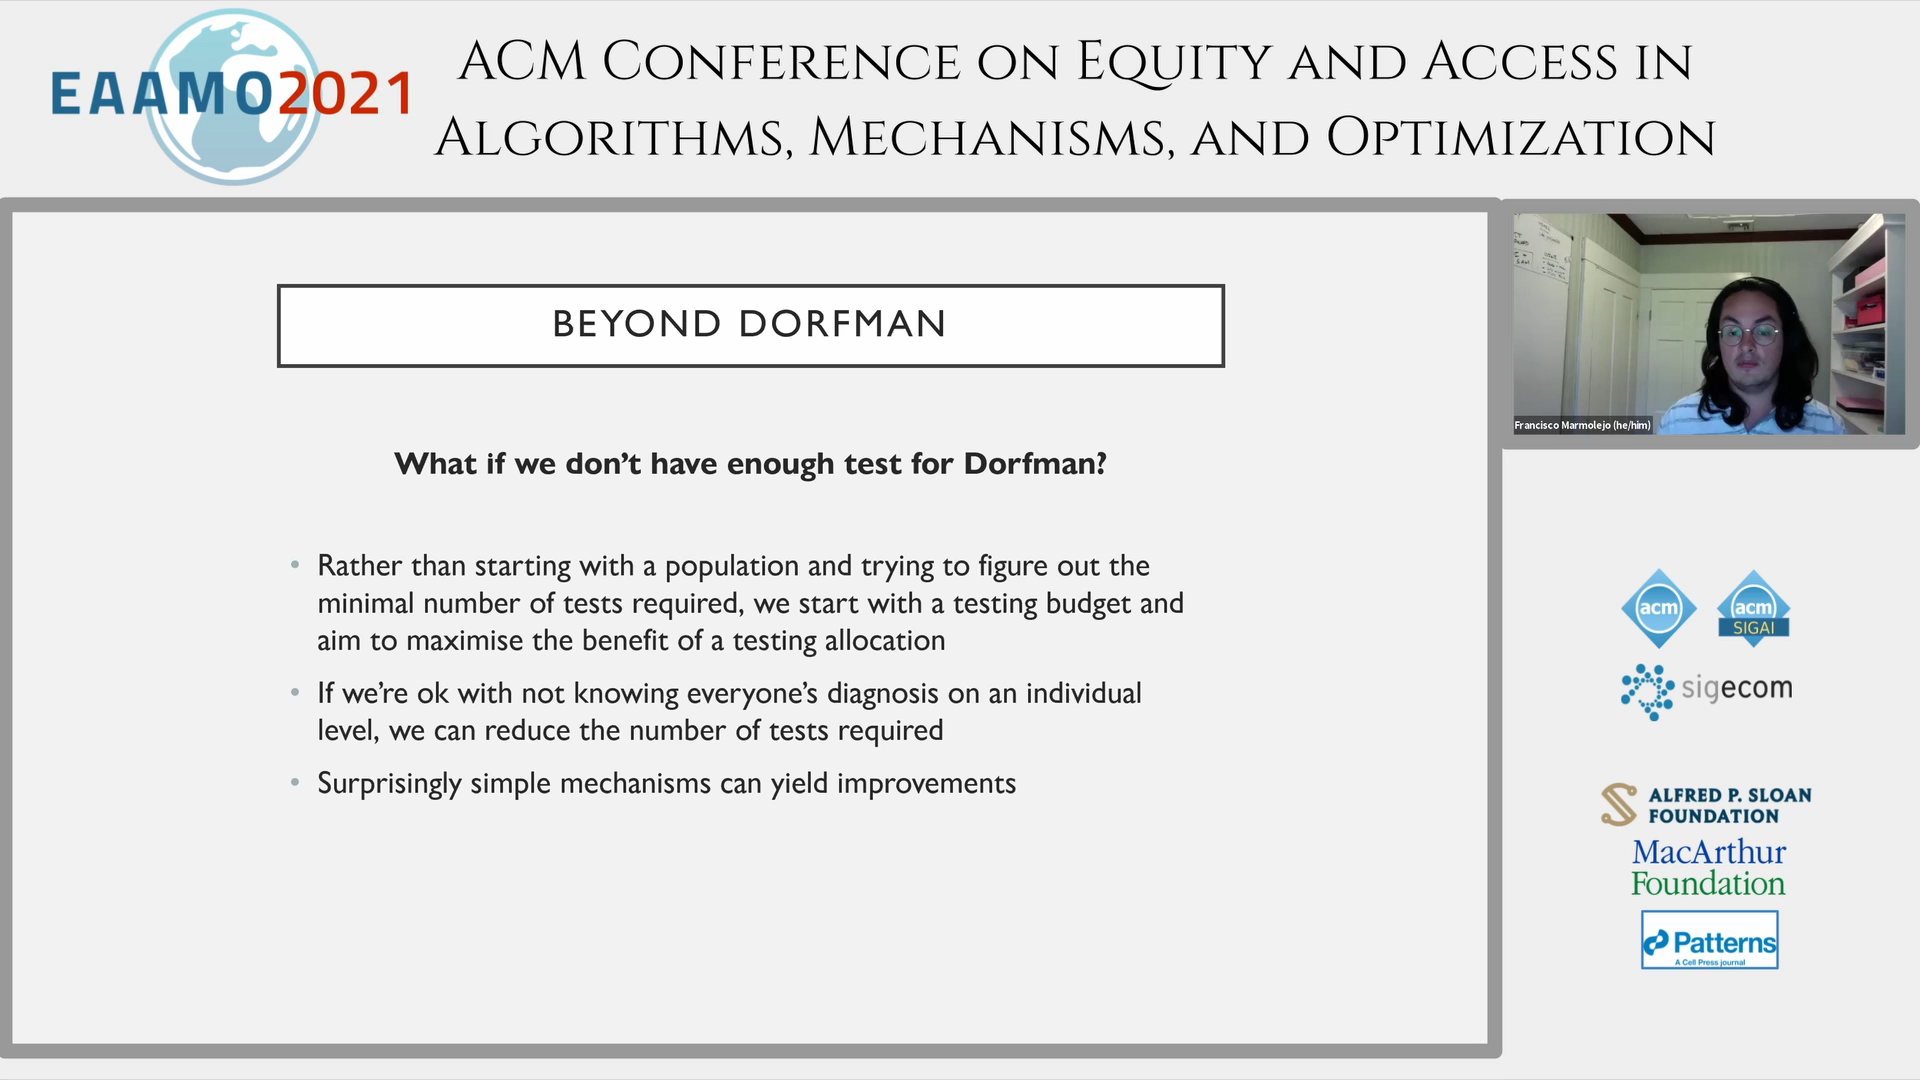 EAAMO2021
ACM Conference on Equity and Access in
Algorithms, Mechanisms, and Optimization
BEYOND DORFMAN
What if we don't have enough test for Dorfman?
• Rather than starting with a population and trying to figure out the
minimal number of tests required, we start with a testing budget and
aim to maximise the benefit of a testing allocation
• If we're ok with not knowing everyone's diagnosis on an individual
level, we can reduce the number of tests required
• Surprisingly simple mechanisms can yield improvements
Francisco Marmolejo (he/him)
acm
acm
SIGAI
sigecom
ALFRED P. SLOAN
FOUNDATION
MacArthur
Foundation
Patterns
A Cell Press journal